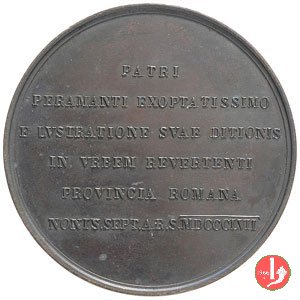 PATRI
PERAMANTI EXOPTATISSIMO
E LVSTRATIONE SVAE DITIONIS
IN VRBEM REVERTENTI
PROVINCIA ROMANA
NONIS.SEPT.A.R.S.MDCCCLVII